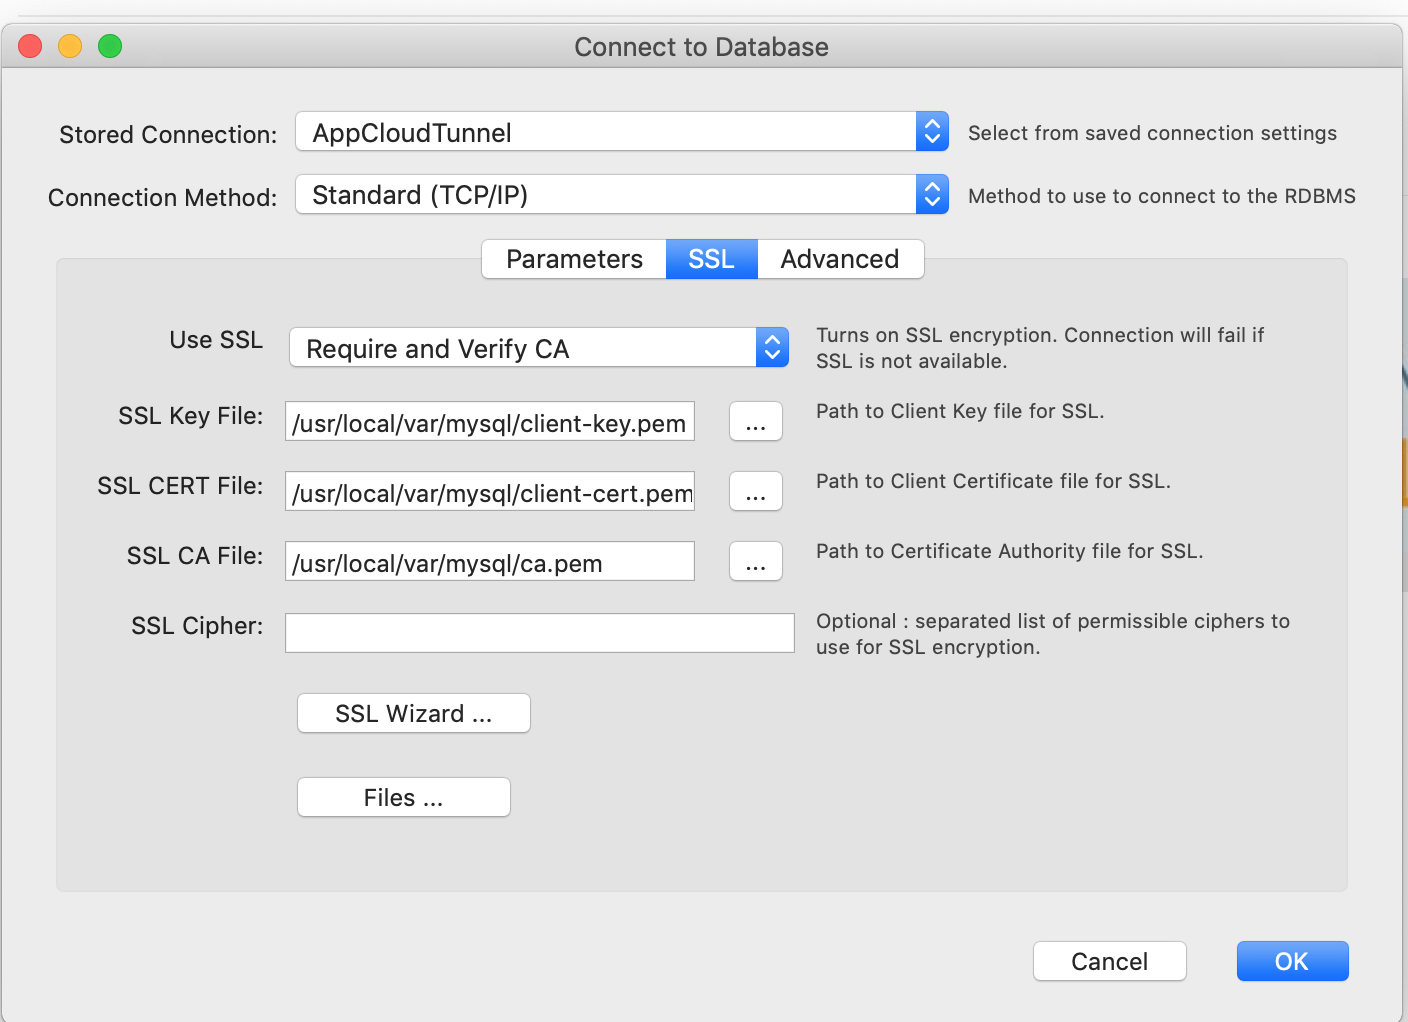 Connect to Database
Stored Connection: AppCloudTunnel Select from saved connection settings
Connection Method: Standard (TCP/IP) Method to use to connect to the RDBMS
Parameters SSL Advanced
Use SSL Require and Verify CA Turns on SSL encryption. Connection will fail if
SSL is not available.
SSL Key File: /usr/local/var/mysql/client-key.pem ... Path to Client Key file for SSL.
SSL CERT File: /usr/local/var/mysql/client-cert.pem ... Path to Client Certificate file for SSL.
SSL CA File: /usr/local/var/mysql/ca.pem ... Path to Certificate Authority file for SSL.
SSL Cipher: Optional : separated list of permissible ciphers to
use for SSL encryption.
SSL Wizard ...
Files ...
Cancel OK